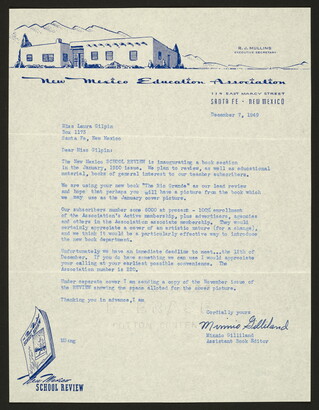 R. J. MULLINS
EXECUTIVE SECRETARY
New Mexico Education Association
114 EAST MARCY STREET
SANTA FE - NEW MEXICO
December 7, 1949
Miss Laura Gilpin
Box 1173
Santa Fe, New Mexico
Dear Miss Gilpin:
The New Mexico SCHOOL REVIEW is inaugurating a book section
in the January, 1950 issue. We plan to review, as well as educational
material, books of general interest to our teacher subscribers.
We are using your new book "The Rio Grande" as our lead review
and hope that perhaps you will have a picture from the book which
we may use as the January cover picture.
Our subscribers number some 6000 at present - 100% enrollment
of the Association's Active membership, plus advertisers, agencies
and others in the Association associate membership. They would
certainly appreciate a cover of an artistic nature (for a change),
and we think it would be a particularly effective way to introduce
the new book department.
Unfortunately we have an immediate deadline to meet...the 12th of
December. If you do have something we can use I would appreciate
your calling at your earliest possible convenience. The
Association number is 220.
Under separate cover I am sending a copy of the November issue
of the REVIEW showing the space alloted for the cover picture.
Thanking you in advance, I am
Cordially yours
Minnie Gilliland
Minnie Gilliland
Assistant Book Editor
New Mexico
SCHOOL REVIEW